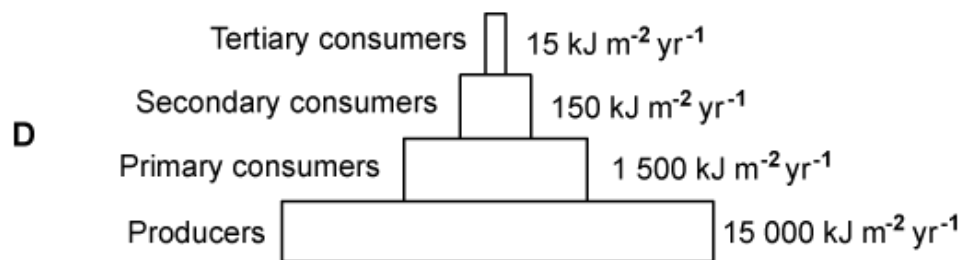 Tertiary consumers 15 kJ m⁻² yr⁻¹
Secondary consumers 150 kJ m⁻² yr⁻¹
D
Primary consumers 1 500 kJ m⁻² yr⁻¹
Producers 15 000 kJ m⁻² yr⁻¹